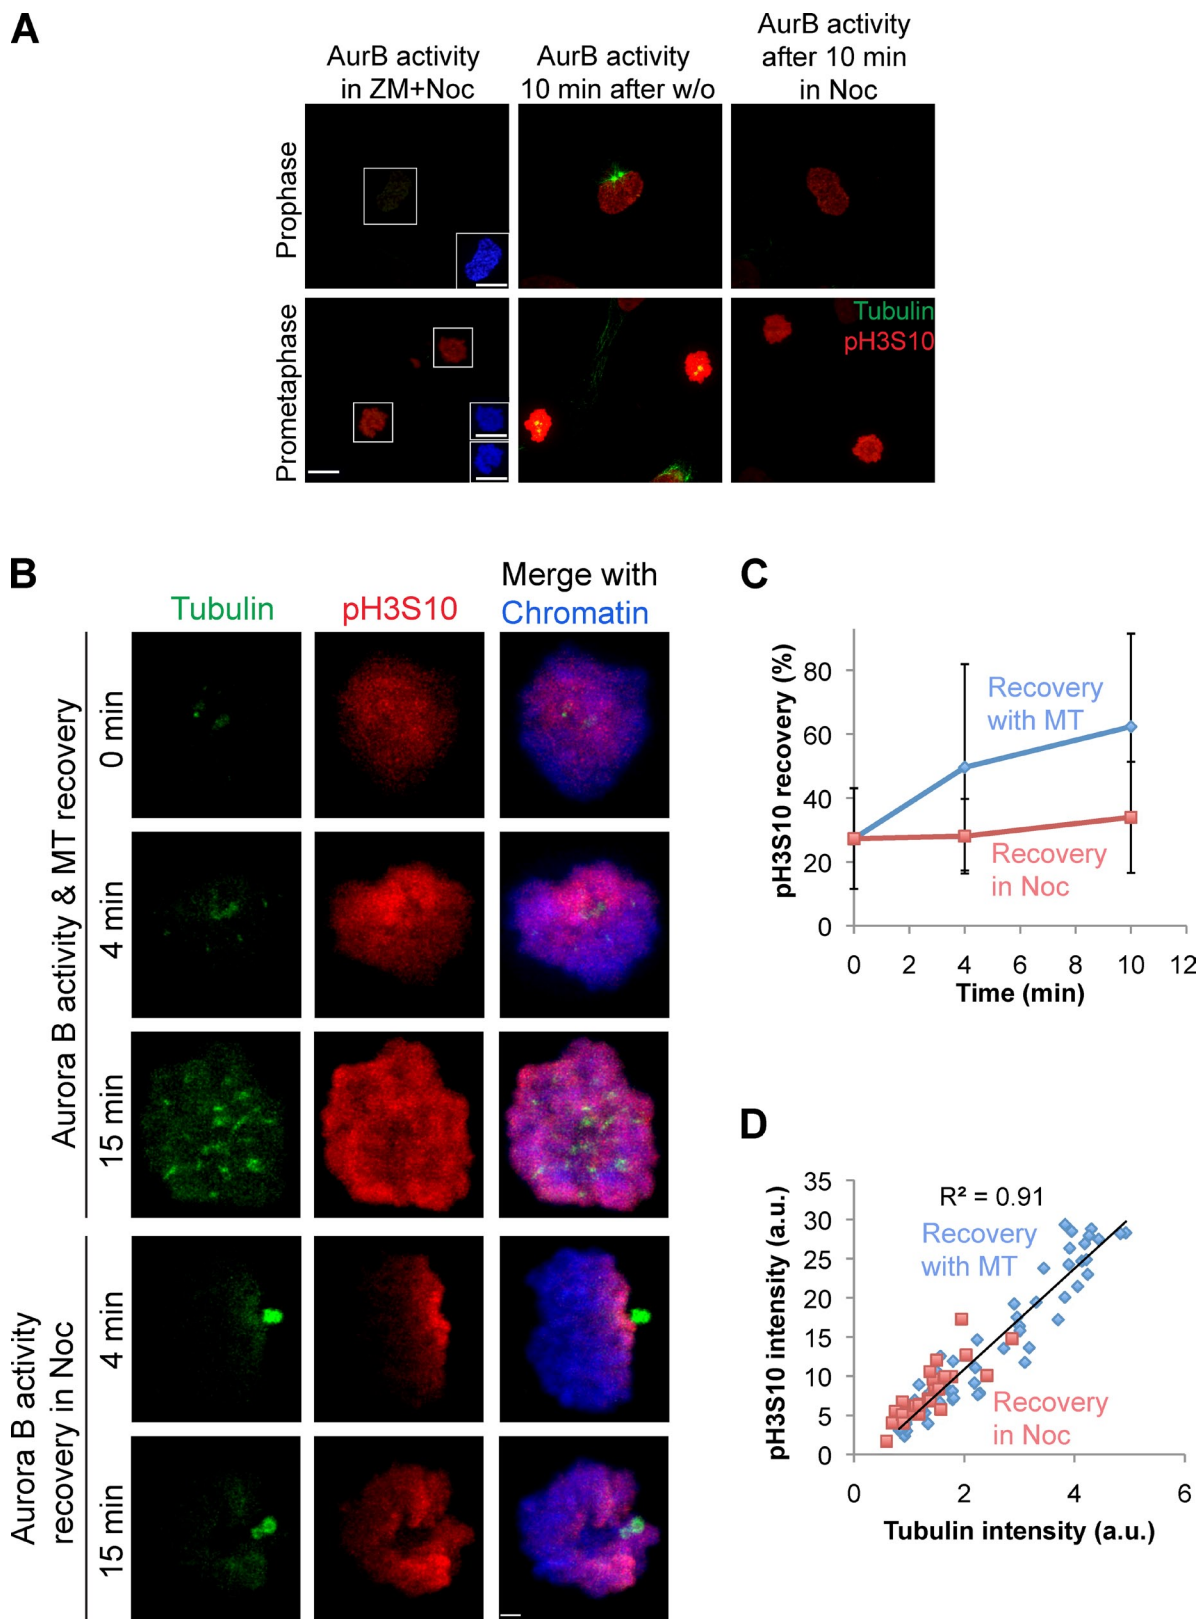 A
AurB activity
in ZM+Noc
AurB activity
10 min after w/o
AurB activity
after 10 min
in Noc
Prophase
Prometaphase
Tubulin
pH3S10
B
Tubulin
pH3S10
Merge with
Chromatin
Aurora B activity & MT recovery
0 min
4 min
15 min
Aurora B activity
recovery in Noc
4 min
15 min
C
pH3S10 recovery (%)
80
60
40
20
0
Recovery
with MT
Recovery
in Noc
0 2 4 6 8 10 12
Time (min)
D
pH3S10 intensity (a.u.)
35
30
25
20
15
10
5
0
R² = 0.91
Recovery
with MT
Recovery
in Noc
0 2 4 6
Tubulin intensity (a.u.)